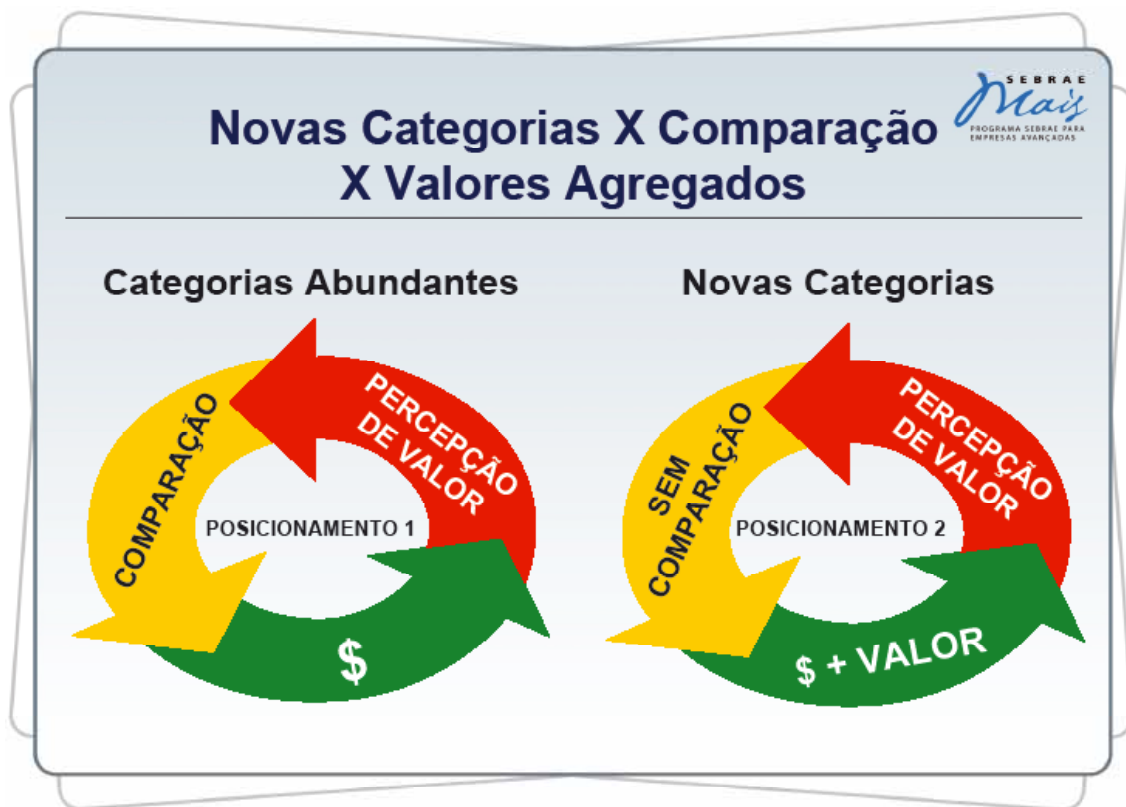 SEBRAE
Mais
PROGRAMA SEBRAE PARA
EMPRESAS AVANÇADAS
Novas Categorias X Comparação
X Valores Agregados
Categorias Abundantes
PERCEPÇÃO
DE VALOR
COMPARAÇÃO
POSICIONAMENTO 1
$
Novas Categorias
PERCEPÇÃO
DE VALOR
SEM
COMPARAÇÃO
POSICIONAMENTO 2
$ + VALOR